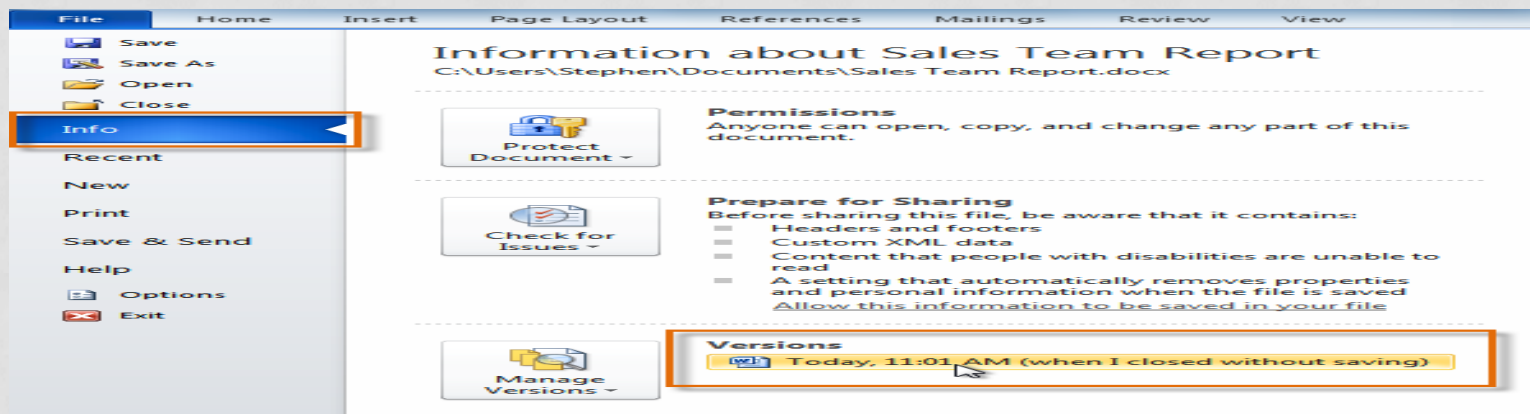 File Home Insert Page Layout References Mailings Review View
Save
Save As
Open
Close
Info
Recent
New
Print
Save & Send
Help
Options
Exit
Information about Sales Team Report
C:\Users\Stephen\Documents\Sales Team Report.docx
Protect
Document
Permissions
Anyone can open, copy, and change any part of this
document.
Check for
Issues
Prepare for Sharing
Before sharing this file, be aware that it contains:
Headers and footers
Custom XML data
Content that people with disabilities are unable to
read
A setting that automatically removes properties
and personal information when the file is saved
Allow this information to be saved in your file
Manage
Versions
Versions
Today, 11:01 AM (when I closed without saving)